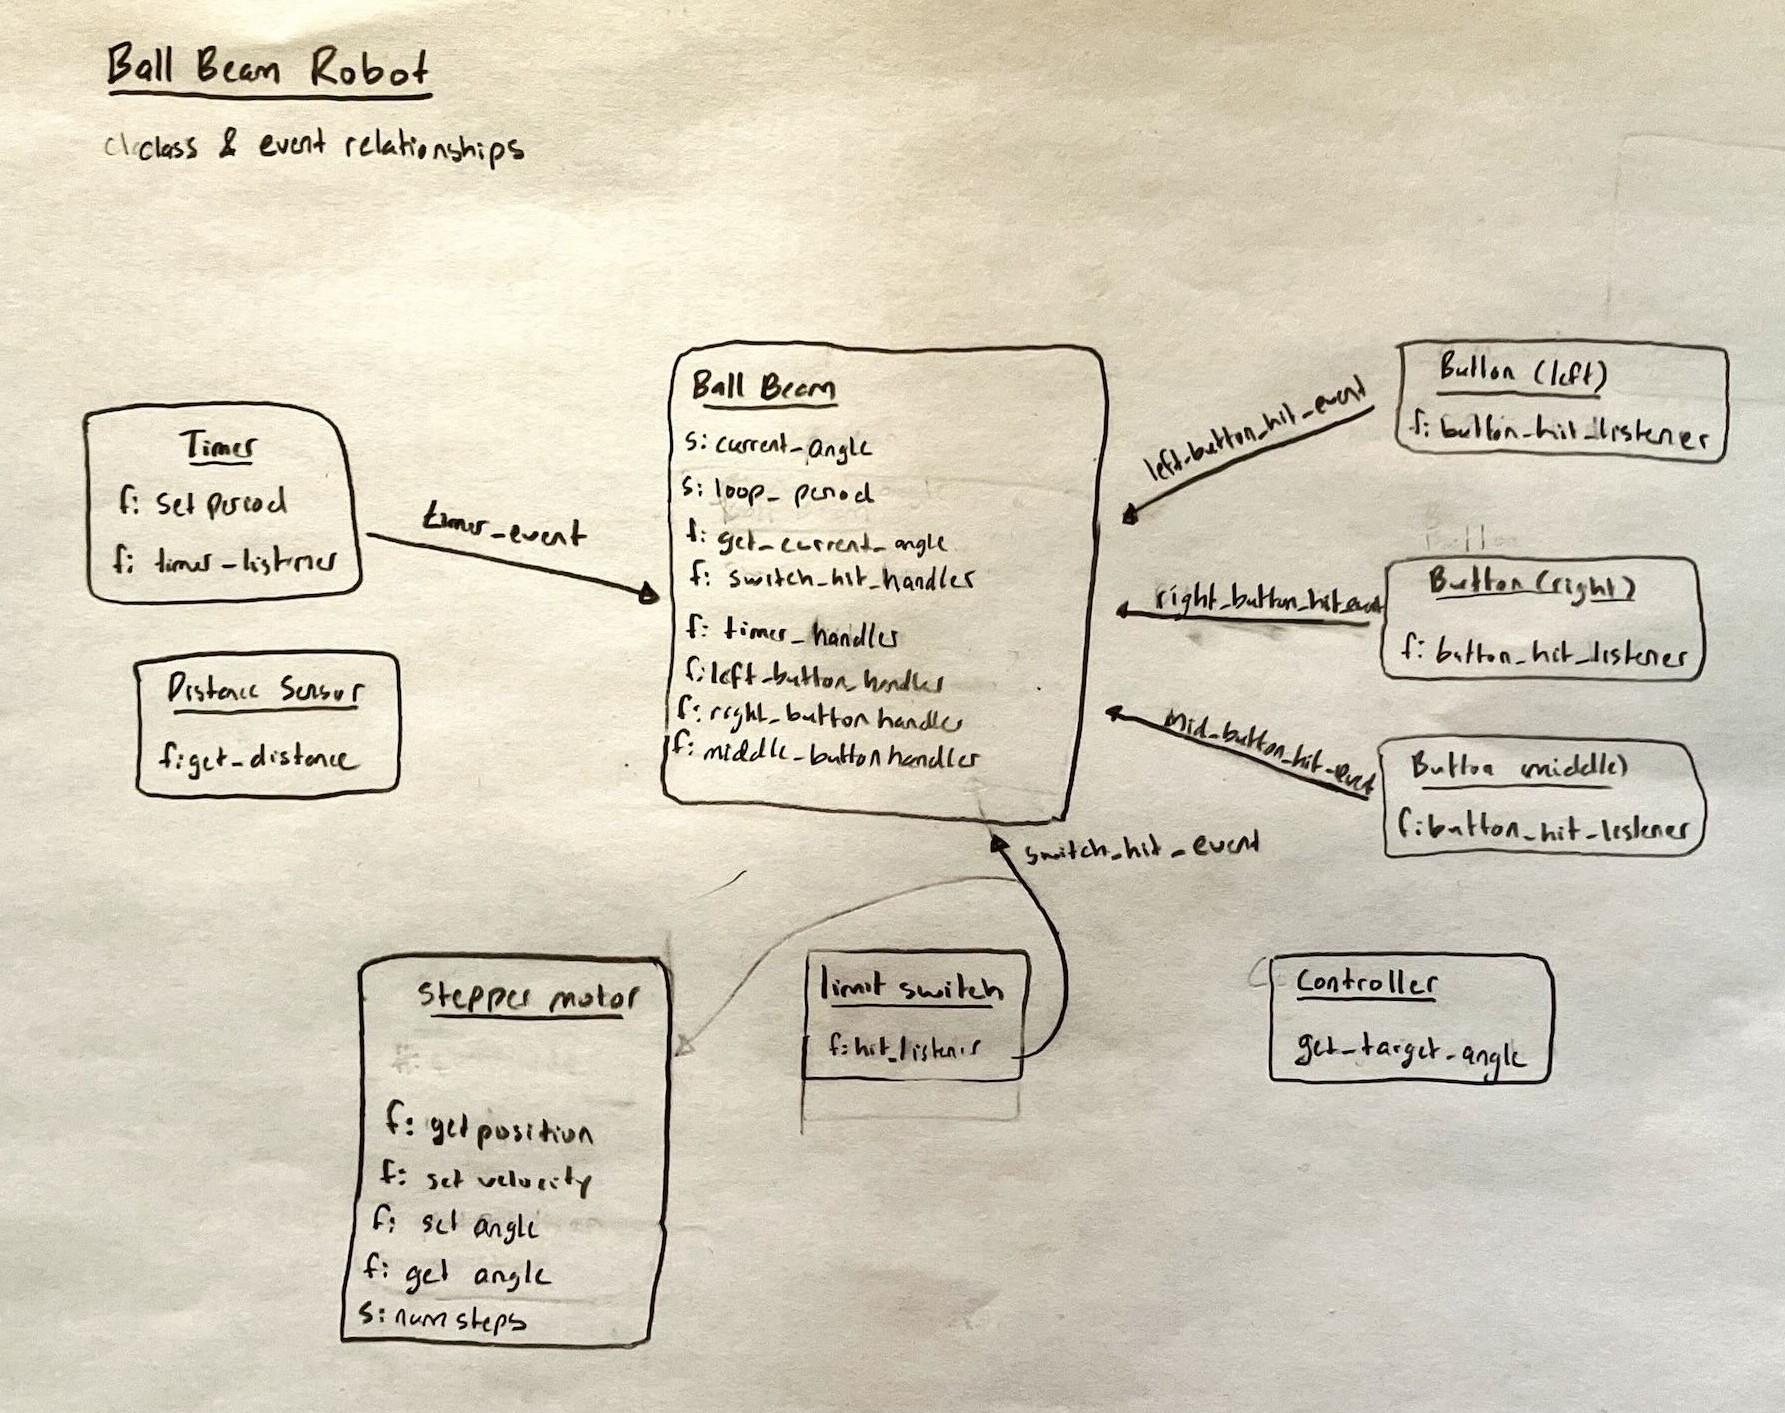 Ball Beam Robot
class & event relationships
Timer
f: set period
f: timer_listener
timer_event
Distance Sensor
f: get_distance
Ball Beam
s: current_angle
s: loop_period
f: get_current_angle
f: switch_hit_handler
f: timer_handler
f: left_button_handler
f: right_button handler
f: middle_button handler
left_button_hit_event
Button (left)
f: button_hit_listener
right_button_hit_event
Button (right)
f: button_hit_listener
Mid_button_hit_event
Button (middle)
f: button_hit_listener
switch_hit_event
stepper motor
f: get position
f: set velocity
f: set angle
f: get angle
s: num steps
limit switch
f: hit_listener
Controller
get_target_angle